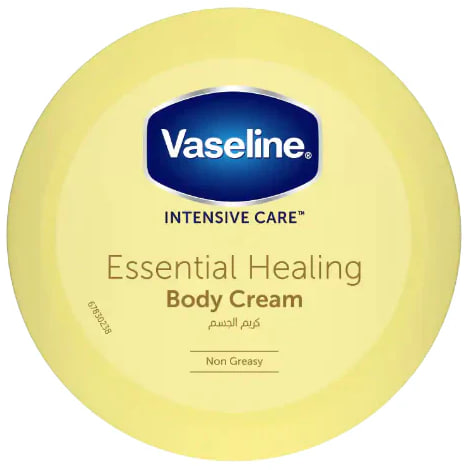 Vaseline®
INTENSIVE CARE™
Essential Healing
Body Cream
كريم الجسم
67830238
Non Greasy